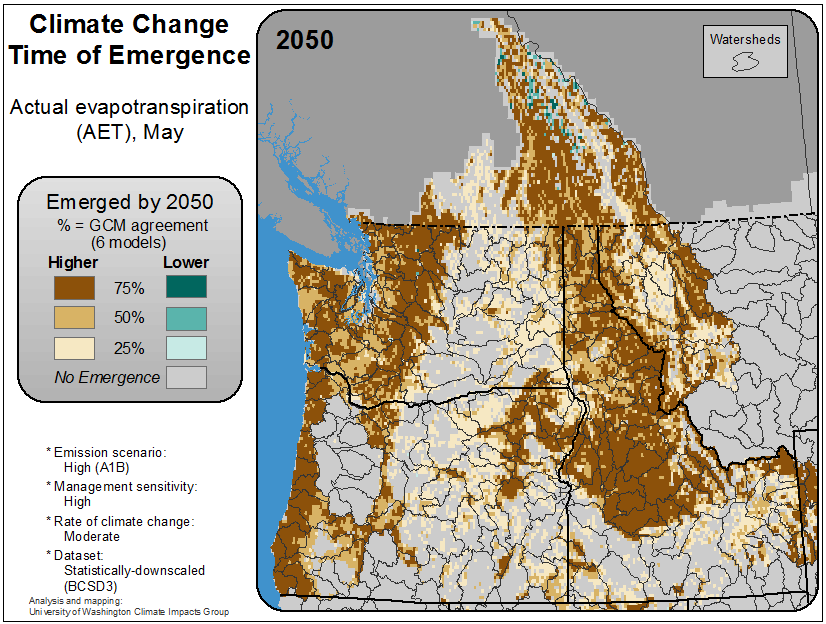 Climate Change
Time of Emergence
Actual evapotranspiration
(AET), May
Emerged by 2050
% = GCM agreement
(6 models)
Higher Lower
75%
50%
25%
No Emergence
* Emission scenario:
High (A1B)
* Management sensitivity:
High
* Rate of climate change:
Moderate
* Dataset:
Statistically-downscaled
(BCSD3)
Analysis and mapping:
University of Washington Climate Impacts Group
2050
Watersheds